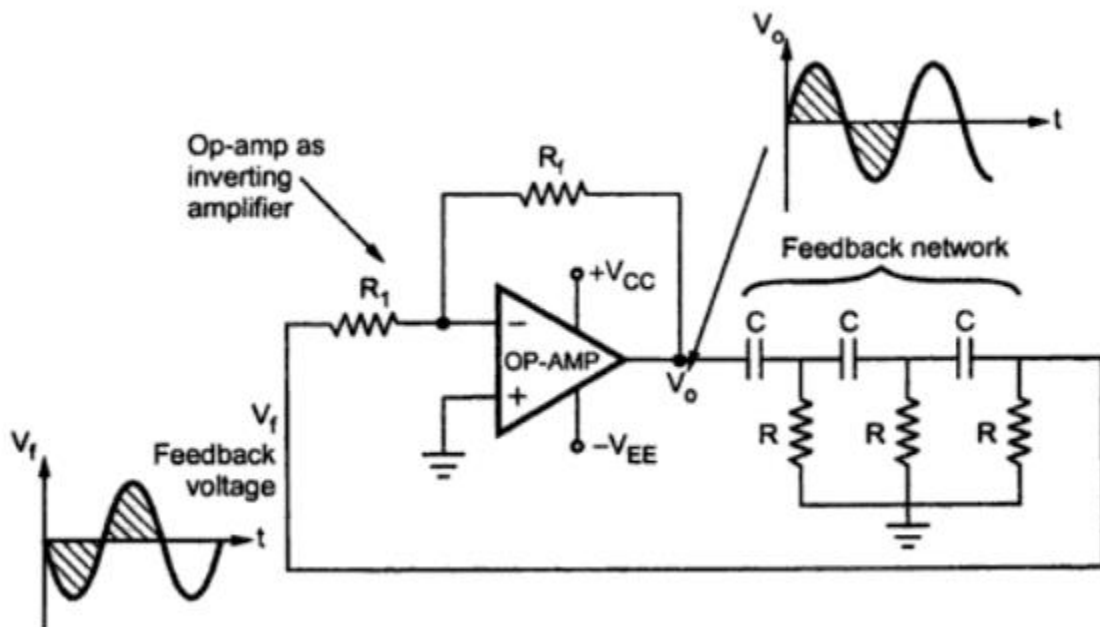 Vo
t
Op-amp as
inverting
amplifier
Rf
Feedback network
+VCC
R1
C
C
C
−
OP-AMP
+
Vo
−VEE
R
R
R
Vf
Feedback
voltage
Vf
t